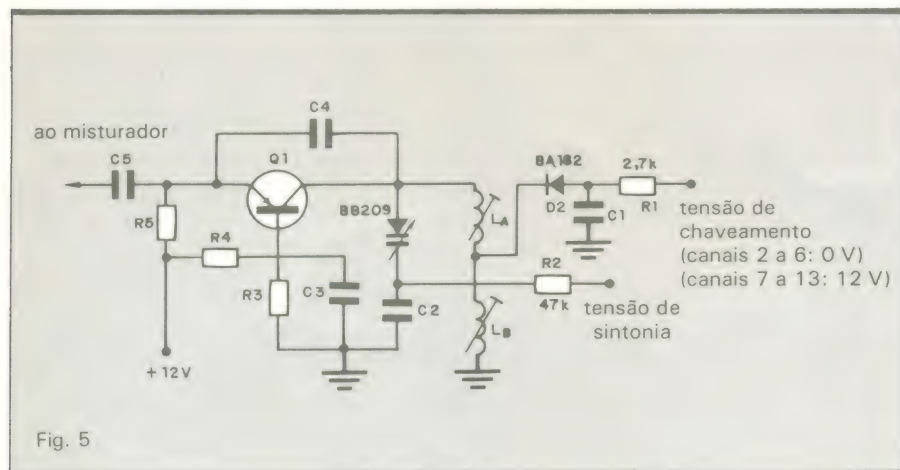 C4
ao misturador
C5
Q1
BA182
2,7k
BB209
LA
D2
R1
R5
C1
tensão de
chaveamento
(canais 2 a 6: 0 V)
(canais 7 a 13: 12 V)
R4
R2
R3
C3
C2
47k
LB
tensão de
sintonia
+ 12V
Fig. 5